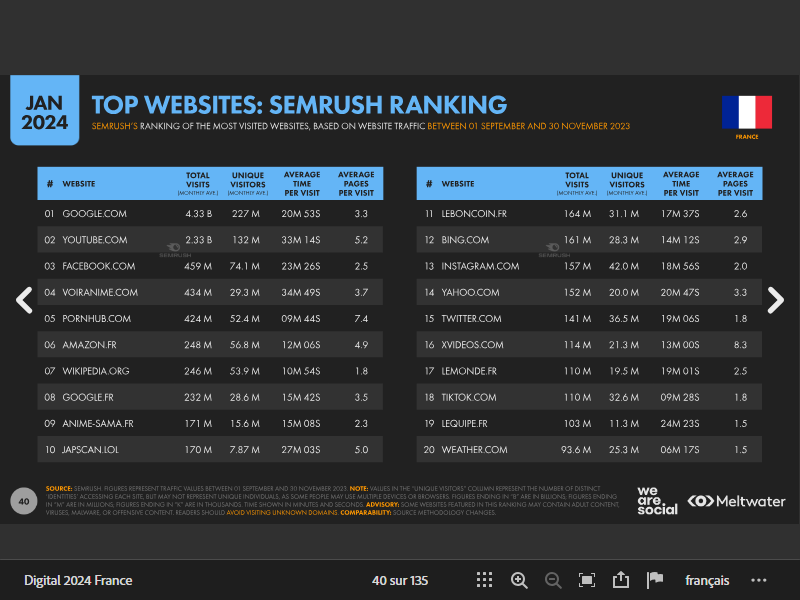 JAN
2024
TOP WEBSITES: SEMRUSH RANKING
SEMRUSH'S RANKING OF THE MOST VISITED WEBSITES, BASED ON WEBSITE TRAFFIC BETWEEN 01 SEPTEMBER AND 30 NOVEMBER 2023
FRANCE
# WEBSITE TOTAL VISITS (MONTHLY AVE.) UNIQUE VISITORS (MONTHLY AVE.) AVERAGE TIME PER VISIT AVERAGE PAGES PER VISIT
01 GOOGLE.COM 4.33 B 227 M 20M 53S 3.3
02 YOUTUBE.COM 2.33 B 132 M 33M 14S 5.2
03 FACEBOOK.COM 459 M 74.1 M 23M 26S 2.5
04 VOIRANIME.COM 434 M 29.3 M 34M 49S 3.7
05 PORNHUB.COM 424 M 52.4 M 09M 44S 7.4
06 AMAZON.FR 248 M 56.8 M 12M 06S 4.9
07 WIKIPEDIA.ORG 246 M 53.9 M 10M 54S 1.8
08 GOOGLE.FR 232 M 28.6 M 15M 42S 3.5
09 ANIME-SAMA.FR 171 M 15.6 M 15M 08S 2.3
10 JAPSCAN.LOL 170 M 7.87 M 27M 03S 5.0
SEMRUSH
# WEBSITE TOTAL VISITS (MONTHLY AVE.) UNIQUE VISITORS (MONTHLY AVE.) AVERAGE TIME PER VISIT AVERAGE PAGES PER VISIT
11 LEBONCOIN.FR 164 M 31.1 M 17M 37S 2.6
12 BING.COM 161 M 28.3 M 14M 12S 2.9
13 INSTAGRAM.COM 157 M 42.0 M 18M 56S 2.0
14 YAHOO.COM 152 M 20.0 M 20M 47S 3.3
15 TWITTER.COM 141 M 36.5 M 19M 06S 1.8
16 XVIDEOS.COM 114 M 21.3 M 13M 00S 8.3
17 LEMONDE.FR 110 M 19.5 M 19M 01S 2.5
18 TIKTOK.COM 110 M 32.6 M 09M 28S 1.8
19 LEQUIPE.FR 103 M 11.3 M 24M 23S 1.5
20 WEATHER.COM 93.6 M 25.3 M 06M 17S 1.5
SEMRUSH
40
SOURCE: SEMRUSH. FIGURES REPRESENT TRAFFIC VALUES BETWEEN 01 SEPTEMBER AND 30 NOVEMBER 2023. NOTE: VALUES IN THE "UNIQUE VISITORS" COLUMN REPRESENT THE NUMBER OF DISTINCT
'IDENTITIES' ACCESSING EACH SITE, BUT MAY NOT REPRESENT UNIQUE INDIVIDUALS, AS SOME PEOPLE MAY USE MULTIPLE DEVICES OR BROWSERS. FIGURES ENDING IN "B" ARE IN BILLIONS, FIGURES ENDING
IN "M" ARE IN MILLIONS, FIGURES ENDING IN "K" ARE IN THOUSANDS. TIME SHOWN IN MINUTES AND SECONDS. ADVISORY: SOME WEBSITES FEATURED IN THIS RANKING MAY CONTAIN ADULT CONTENT,
VIRUSES, MALWARE, OR OFFENSIVE CONTENT. READERS SHOULD AVOID VISITING UNKNOWN DOMAINS. COMPARABILITY: SOURCE METHODOLOGY CHANGES.
we
are.
social
Meltwater
Digital 2024 France
40 sur 135
français